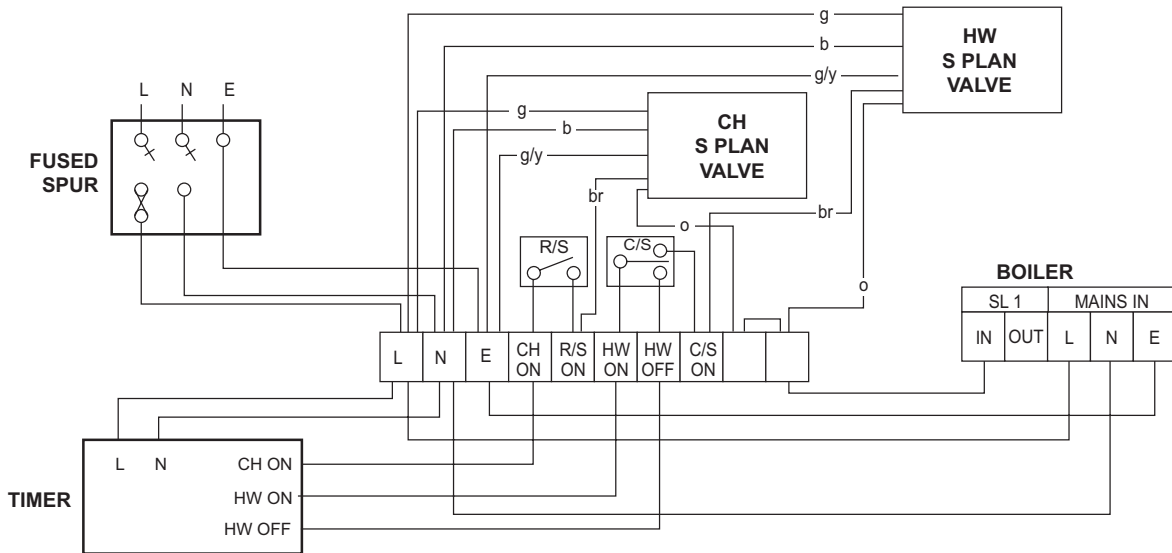 g
HW
S PLAN
VALVE
b
g/y
L N E
CH
S PLAN
VALVE
g
b
g/y
FUSED
SPUR
br
br
o
R/S
C/S
o
BOILER
SL 1 MAINS IN
IN OUT L N E
L N E CH ON R/S ON HW ON HW OFF C/S ON
L N
CH ON
TIMER
HW ON
HW OFF